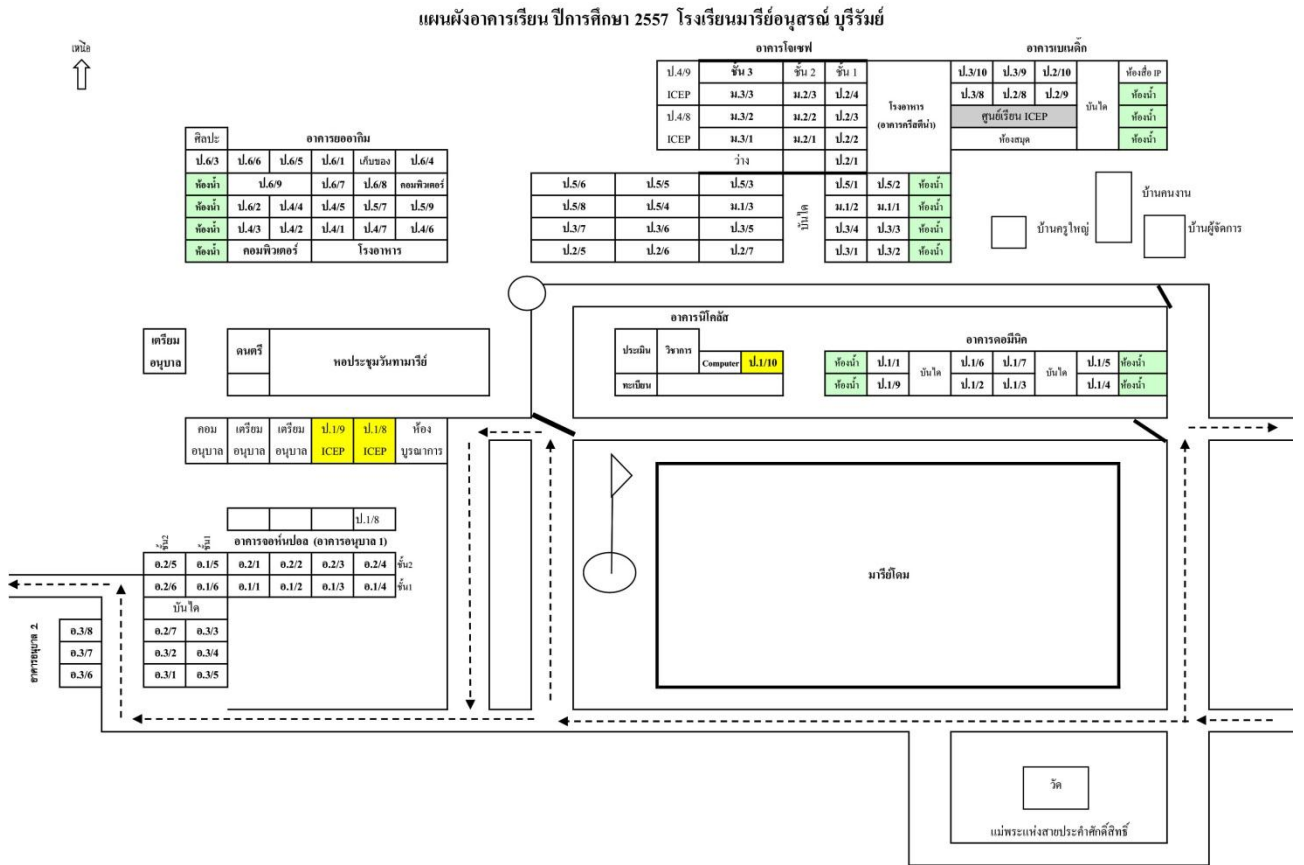 แผนผังอาคารเรียน ปีการศึกษา 2557 โรงเรียนมารีย์อนุสรณ์ บุรีรัมย์
เหนือ
อาคารโจเซฟ
อาคารเบเนดิ๊ก
ป.4/9 ชั้น 3 ชั้น 2 ชั้น 1
ICEP ม.3/3 ม.2/3 ป.2/4
ป.4/8 ม.3/2 ม.2/2 ป.2/3
ICEP ม.3/1 ม.2/1 ป.2/2
ว่าง ป.2/1
โรงอาหาร
(อาคารครีสตีน่า)
ป.3/10 ป.3/9 ป.2/10 บันได ห้องสื่อ IP
ป.3/8 ป.2/8 ป.2/9 ห้องน้ำ
ศูนย์เรียน ICEP ห้องน้ำ
ห้องสมุด ห้องน้ำ
ศิลปะ อาคารยออากิม
ป.6/3 ป.6/6 ป.6/5 ป.6/1 เก็บของ ป.6/4
ห้องน้ำ ป.6/9 ป.6/7 ป.6/8 คอมพิวเตอร์
ห้องน้ำ ป.6/2 ป.4/4 ป.4/5 ป.5/7 ป.5/9
ห้องน้ำ ป.4/3 ป.4/2 ป.4/1 ป.4/7 ป.4/6
ห้องน้ำ คอมพิวเตอร์ โรงอาหาร
ป.5/6 ป.5/5 ป.5/3 บันได ป.5/1 ป.5/2 ห้องน้ำ
ป.5/8 ป.5/4 ม.1/3 ม.1/2 ม.1/1 ห้องน้ำ
ป.3/7 ป.3/6 ป.3/5 ป.3/4 ป.3/3 ห้องน้ำ
ป.2/5 ป.2/6 ป.2/7 ป.3/1 ป.3/2 ห้องน้ำ
บ้านคนงาน
บ้านครูใหญ่
บ้านผู้จัดการ
เตรียม
อนุบาล
ดนตรี
หอประชุมวันทามารีย์
อาคารนิโคลัส
ประเมิน วิชาการ
Computer ป.1/10
ทะเบียน
อาคารดอมีนิค
ห้องน้ำ ป.1/1 บันได ป.1/6 ป.1/7 บันได ป.1/5 ห้องน้ำ
ห้องน้ำ ป.1/9 ป.1/2 ป.1/3 ป.1/4 ห้องน้ำ
คอม เตรียม เตรียม ป.1/9 ป.1/8 ห้อง
อนุบาล อนุบาล อนุบาล ICEP ICEP บูรณาการ
ป.1/8
อาคารจอห์นปอล (อาคารอนุบาล 1)
ชั้น2 ชั้น1
อ.2/5 อ.1/5 อ.2/1 อ.2/2 อ.2/3 อ.2/4 ชั้น2
อ.2/6 อ.1/6 อ.1/1 อ.1/2 อ.1/3 อ.1/4 ชั้น1
บันได
อ.2/7 อ.3/3
อ.3/2 อ.3/4
อ.3/1 อ.3/5
อาคารอนุบาล 2
อ.3/8
อ.3/7
อ.3/6
มารีย์โดม
วัด
แม่พระแห่งสายประคำศักดิ์สิทธิ์